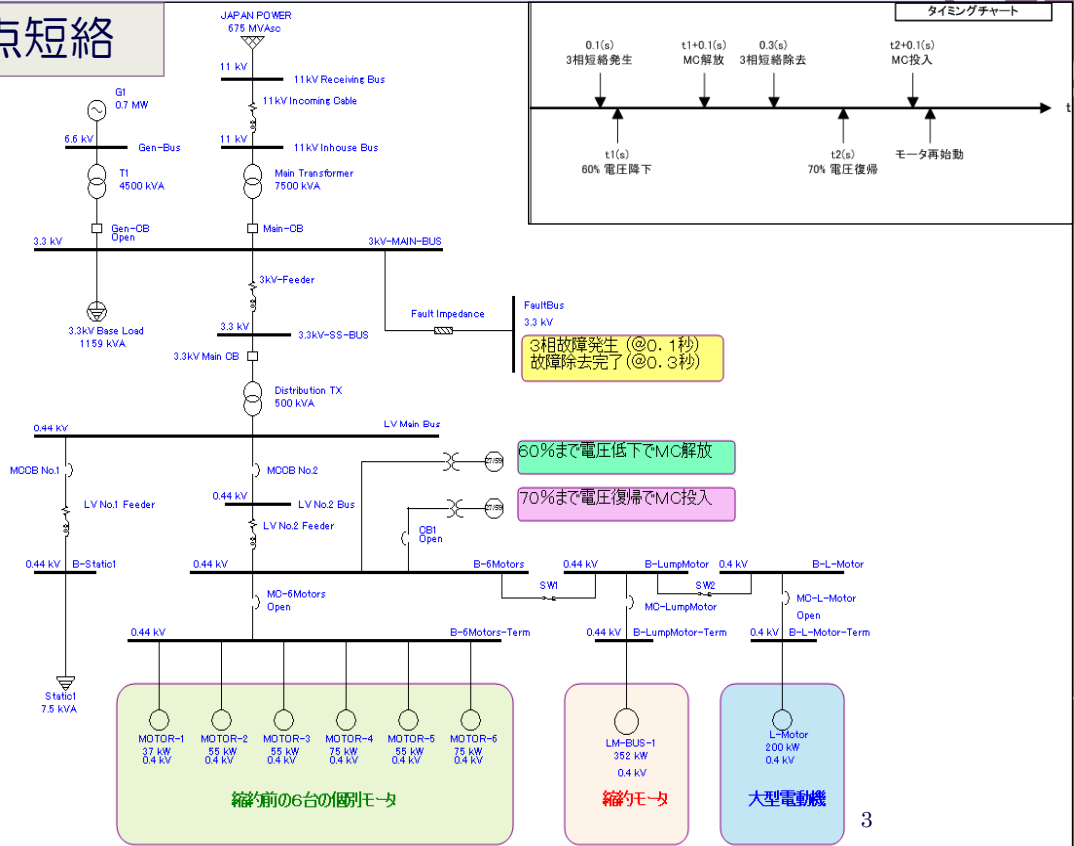 点短絡
JAPAN POWER
675 MVAsc
11 kV
11kV Receiving Bus
11kV Incoming Cable
G1
0.7 MW
6.6 kV
Gen-Bus
11 kV
11kV Inhouse Bus
T1
4500 kVA
Main Transformer
7500 kVA
Gen-CB
Open
Main-CB
3.3 kV
3kV-MAIN-BUS
3kV-Feeder
3.3kV Base Load
1159 kVA
3.3 kV
3.3kV-SS-BUS
3.3kV Main CB
Fault Impedance
FaultBus
3.3 kV
3相故障発生 (@0.1秒)
故障除去完了(@0.3秒)
Distribution TX
500 kVA
0.44 kV
LV Main Bus
MCCB No.1
MCCB No.2
LV No.1 Feeder
0.44 kV
LV No.2 Bus
LV No.2 Feeder
27/59
60%まで電圧低下でMC解放
27/59
70%まで電圧復帰でMC投入
CB1
Open
0.44 kV
B-Static1
0.44 kV
B-6Motors
0.44 kV
B-LumpMotor
0.4 kV
B-L-Motor
SW1
SW2
MC-6Motors
Open
MC-LumpMotor
MC-L-Motor
Open
0.44 kV
B-6Motors-Term
0.44 kV
B-LumpMotor-Term
0.4 kV
B-L-Motor-Term
Static1
7.5 kVA
MOTOR-1
37 kW
0.4 kV
MOTOR-2
55 kW
0.4 kV
MOTOR-3
55 kW
0.4 kV
MOTOR-4
75 kW
0.4 kV
MOTOR-5
55 kW
0.4 kV
MOTOR-6
75 kW
0.4 kV
縮約前の6台の個別モータ
LM-BUS-1
352 kW
0.4 kV
縮約モータ
L-Motor
200 kW
0.4 kV
大型電動機
3
タイミングチャート
0.1(s)
3相短絡発生
t1+0.1(s)
MC解放
0.3(s)
3相短絡除去
t2+0.1(s)
MC投入
t
t1(s)
60% 電圧降下
t2(s)
70% 電圧復帰
モータ再始動